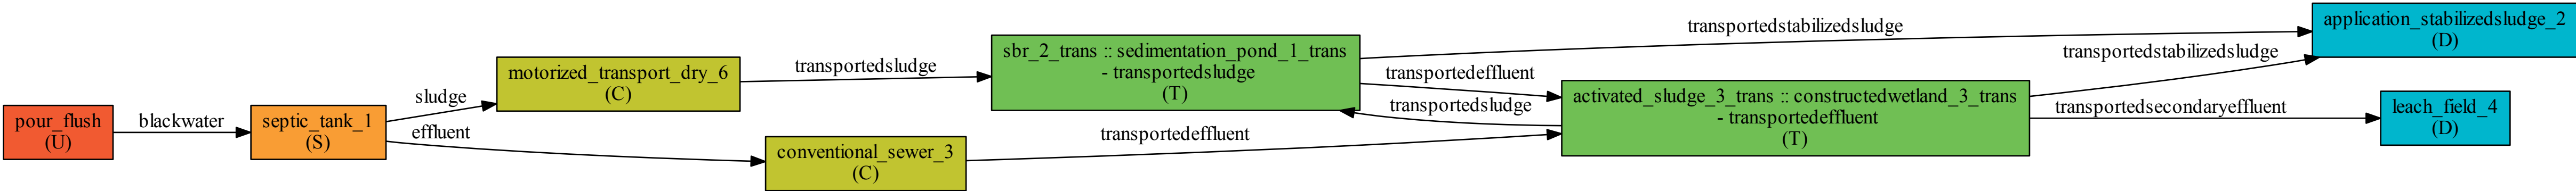 pour_flush
(U)
blackwater
septic_tank_1
(S)
sludge
effluent
motorized_transport_dry_6
(C)
conventional_sewer_3
(C)
transportedsludge
transportedeffluent
sbr_2_trans :: sedimentation_pond_1_trans
- transportedsludge
(T)
transportedstabilizedsludge
transportedeffluent
transportedsludge
activated_sludge_3_trans :: constructedwetland_3_trans
- transportedeffluent
(T)
transportedstabilizedsludge
transportedsecondaryeffluent
application_stabilizedsludge_2
(D)
leach_field_4
(D)